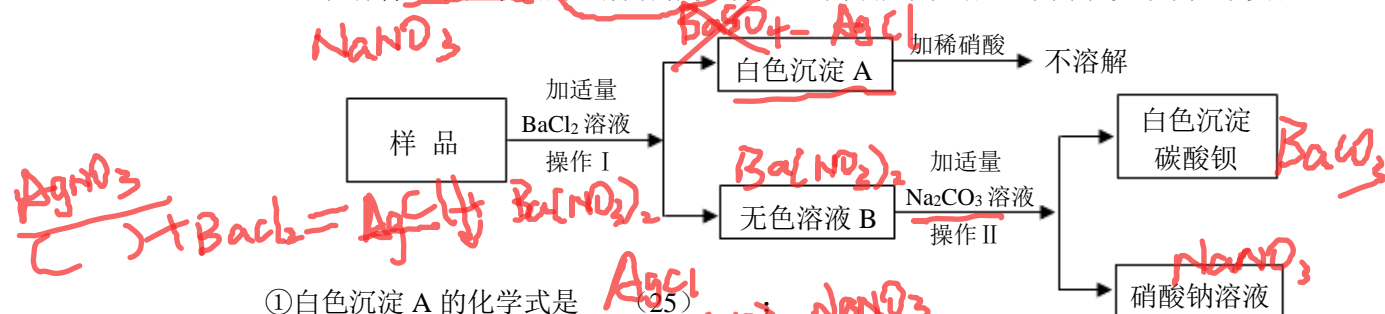 NaNO3
BaSO4 - AgCl
白色沉淀 A
加稀硝酸
不溶解
样 品
加适量
BaCl2 溶液
操作Ⅰ
白色沉淀
碳酸钡
BaCO3
AgNO3
( ) + BaCl2 = AgCl↓ + Ba(NO3)2
Ba(NO3)2
无色溶液 B
加适量
Na2CO3 溶液
操作Ⅱ
NaNO3
硝酸钠溶液
①白色沉淀 A 的化学式是 (25) ;
AgCl
NaNO3